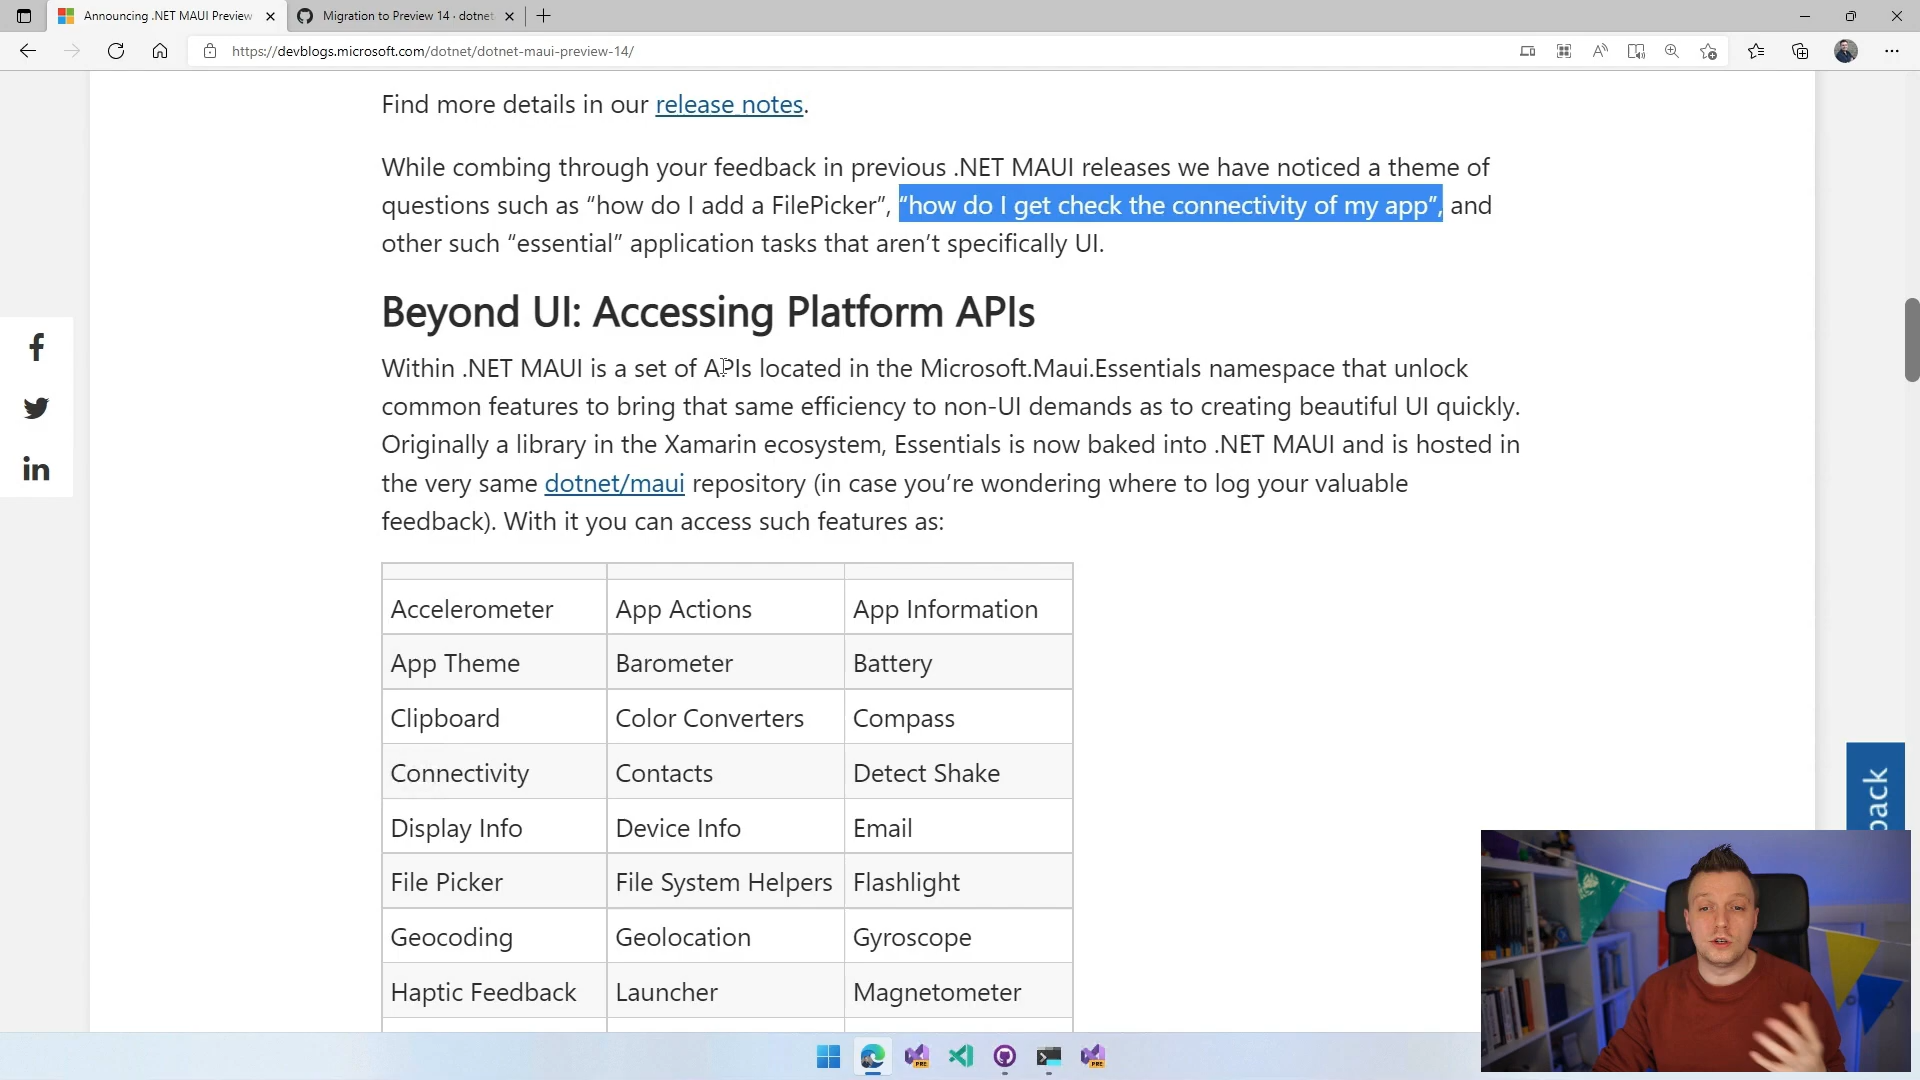 Announcing .NET MAUI Preview
Migration to Preview 14 · dotnet
https://devblogs.microsoft.com/dotnet/dotnet-maui-preview-14/
Find more details in our release notes.
While combing through your feedback in previous .NET MAUI releases we have noticed a theme of
questions such as “how do I add a FilePicker”, “how do I get check the connectivity of my app”, and
other such “essential” application tasks that aren’t specifically UI.
Beyond UI: Accessing Platform APIs
Within .NET MAUI is a set of APIs located in the Microsoft.Maui.Essentials namespace that unlock
common features to bring that same efficiency to non-UI demands as to creating beautiful UI quickly.
Originally a library in the Xamarin ecosystem, Essentials is now baked into .NET MAUI and is hosted in
the very same dotnet/maui repository (in case you’re wondering where to log your valuable
feedback). With it you can access such features as:
Accelerometer App Actions App Information
App Theme Barometer Battery
Clipboard Color Converters Compass
Connectivity Contacts Detect Shake
Display Info Device Info Email
File Picker File System Helpers Flashlight
Geocoding Geolocation Gyroscope
Haptic Feedback Launcher Magnetometer
PRE
PRE